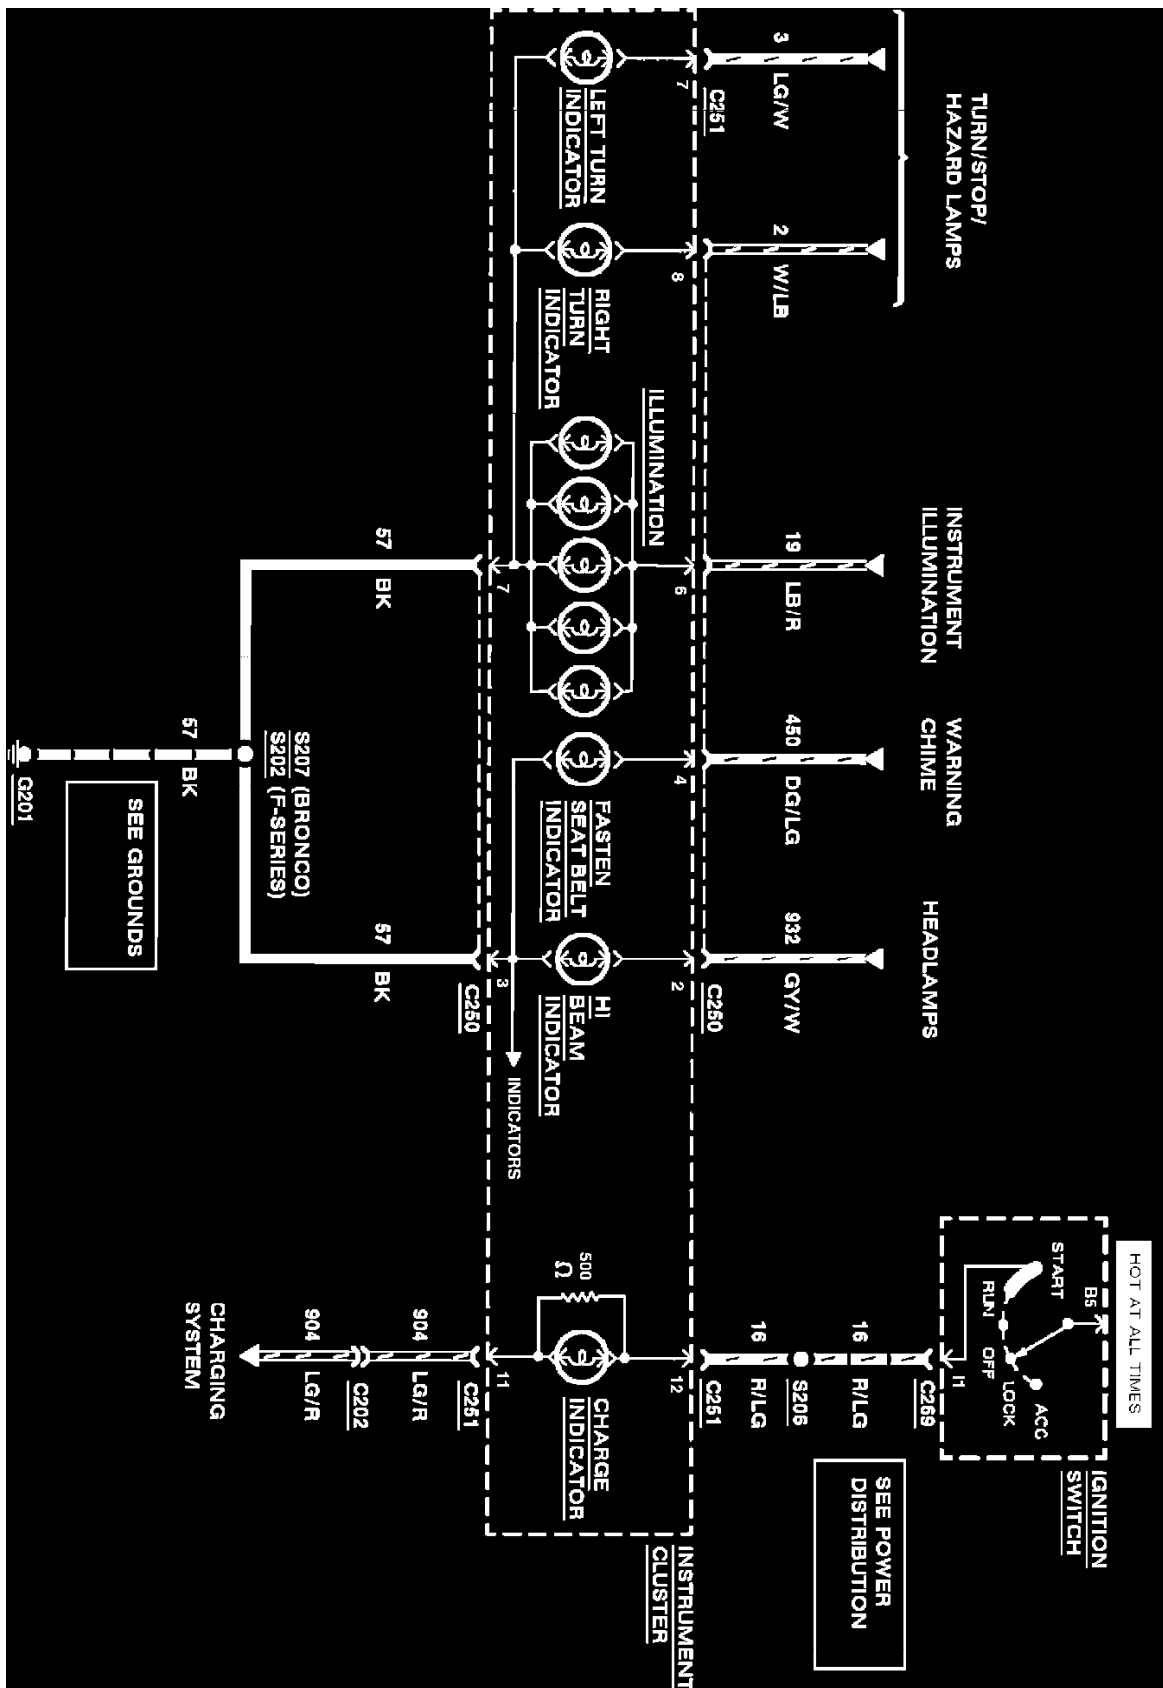 HOT AT ALL TIMES
IGNITION
SWITCH
B5
START
RUN
OFF
LOCK
ACC
I1
TURN/STOP/
HAZARD LAMPS
INSTRUMENT
ILLUMINATION
WARNING
CHIME
HEADLAMPS
SEE POWER
DISTRIBUTION
3
LG/W
2
W/LB
19
LB/R
450
DG/LG
932
GY/W
16
R/LG
S205
16
R/LG
C269
C251
C250
C251
7
8
6
4
2
12
LEFT TURN
INDICATOR
RIGHT
TURN
INDICATOR
ILLUMINATION
FASTEN
SEAT BELT
INDICATOR
HI
BEAM
INDICATOR
INDICATORS
500
Ω
CHARGE
INDICATOR
INSTRUMENT
CLUSTER
7
3
11
C250
C251
57
BK
57
BK
904
LG/R
C202
904
LG/R
S207 (BRONCO)
S202 (F-SERIES)
57
BK
SEE GROUNDS
G201
CHARGING
SYSTEM